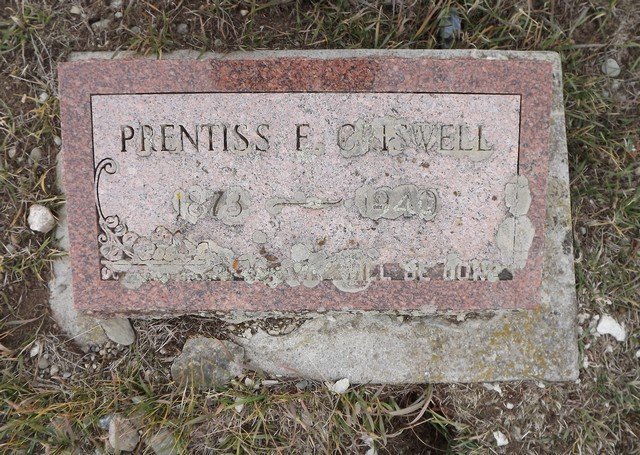 PRENTISS F. CRISWELL
1873 1940
WILL BE DONE